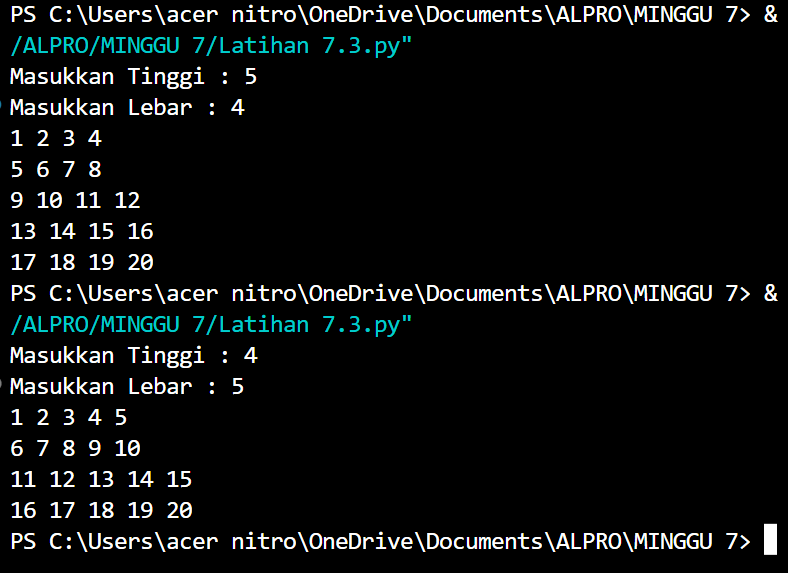 PS C:\Users\acer nitro\OneDrive\Documents\ALPRO\MINGGU 7> &
/ALPRO/MINGGU 7/Latihan 7.3.py"
Masukkan Tinggi : 5
Masukkan Lebar : 4
1 2 3 4
5 6 7 8
9 10 11 12
13 14 15 16
17 18 19 20
PS C:\Users\acer nitro\OneDrive\Documents\ALPRO\MINGGU 7> &
/ALPRO/MINGGU 7/Latihan 7.3.py"
Masukkan Tinggi : 4
Masukkan Lebar : 5
1 2 3 4 5
6 7 8 9 10
11 12 13 14 15
16 17 18 19 20
PS C:\Users\acer nitro\OneDrive\Documents\ALPRO\MINGGU 7>